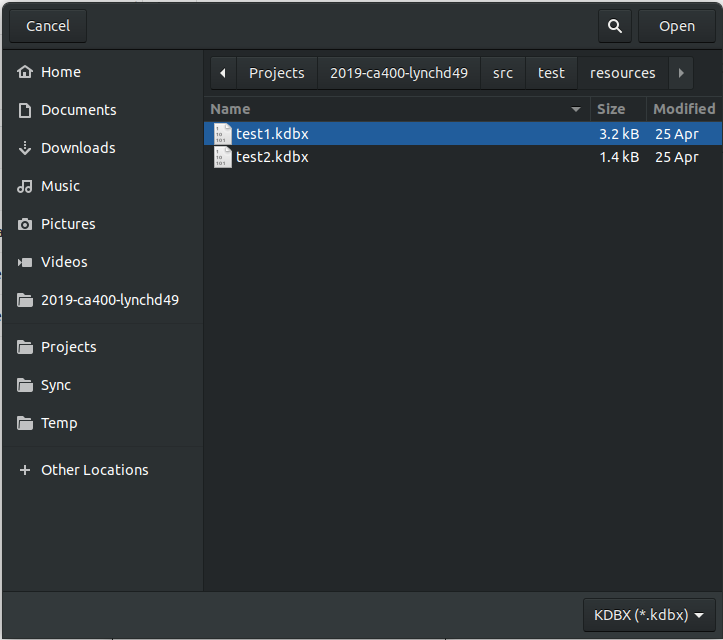 Cancel Open
Home
Documents
Downloads
Music
Pictures
Videos
2019-ca400-lynchd49
Projects
Sync
Temp
Other Locations
Projects 2019-ca400-lynchd49 src test resources
Name Size Modified
test1.kdbx 3.2 kB 25 Apr
test2.kdbx 1.4 kB 25 Apr
KDBX (*.kdbx)